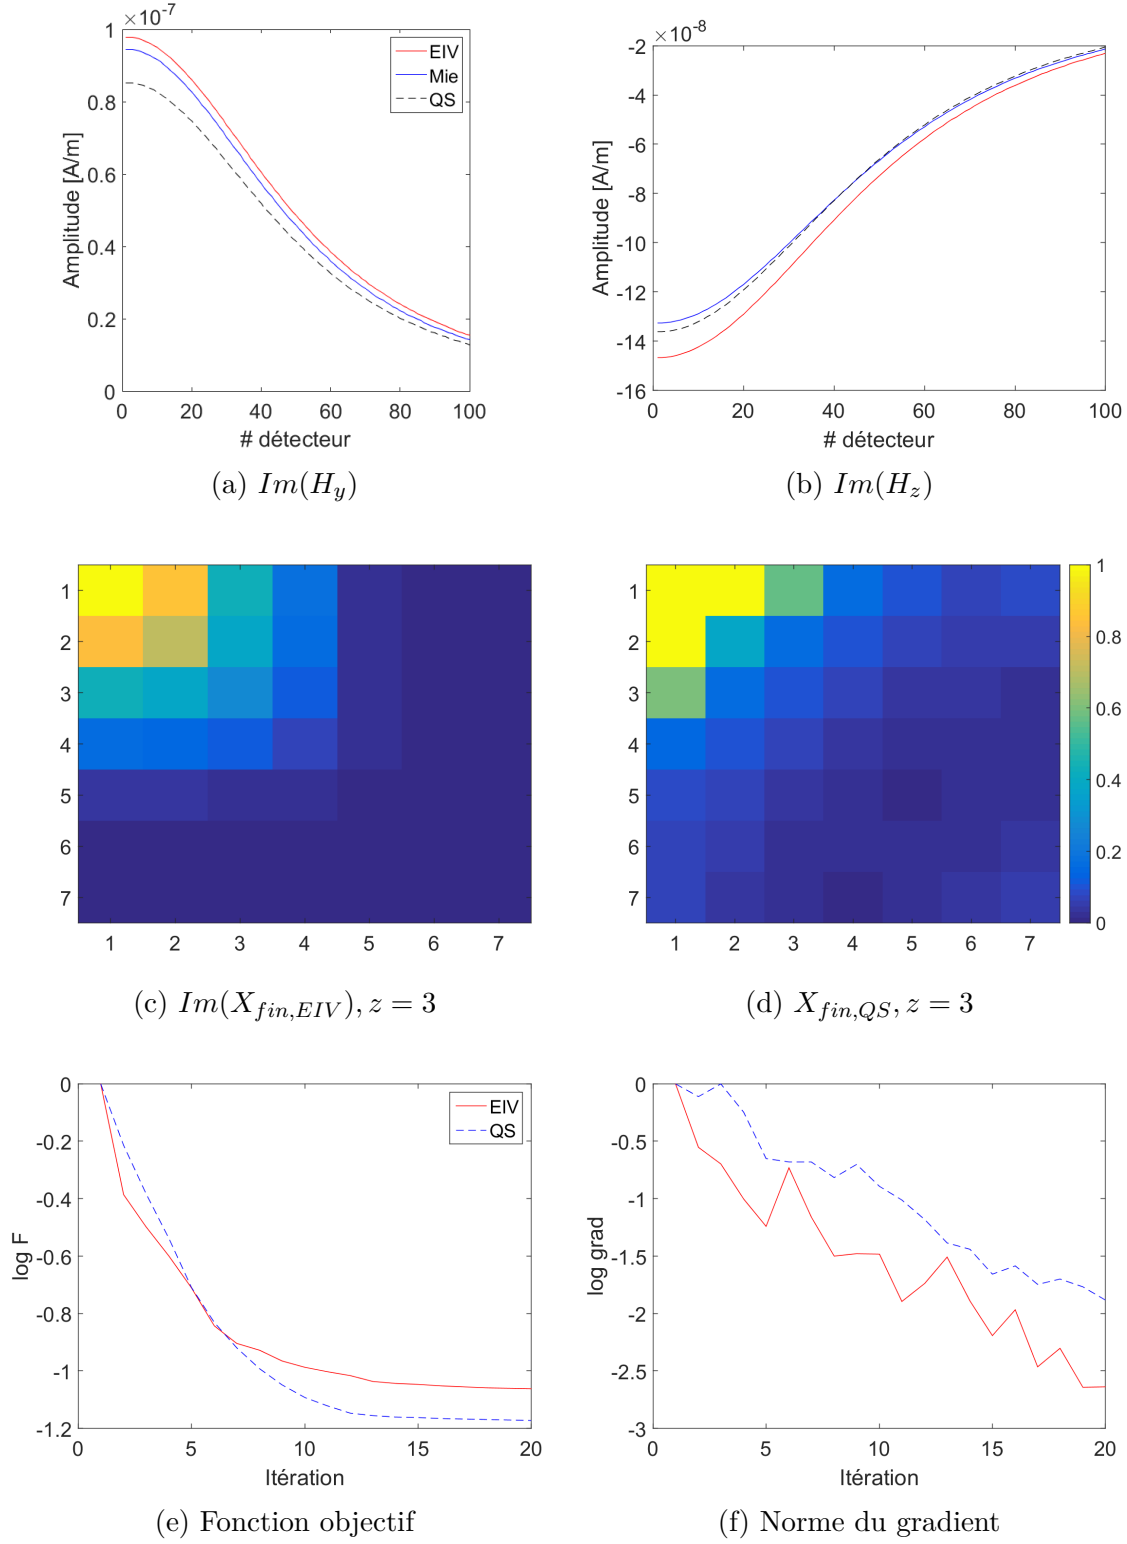 ×10-7
1
0.8
0.6
0.4
0.2
0
Amplitude [A/m]
EIV
Mie
QS
0 20 40 60 80 100
# détecteur
(a) Im(Hy)
×10-8
-2
-4
-6
-8
-10
-12
-14
-16
Amplitude [A/m]
0 20 40 60 80 100
# détecteur
(b) Im(Hz)
1
2
3
4
5
6
7
1 2 3 4 5 6 7
(c) Im(Xfin,EIV), z = 3
1
2
3
4
5
6
7
1 2 3 4 5 6 7
1
0.8
0.6
0.4
0.2
0
(d) Xfin,QS, z = 3
0
-0.2
-0.4
-0.6
-0.8
-1
-1.2
log F
EIV
QS
0 5 10 15 20
Itération
(e) Fonction objectif
0
-0.5
-1
-1.5
-2
-2.5
-3
log grad
0 5 10 15 20
Itération
(f) Norme du gradient